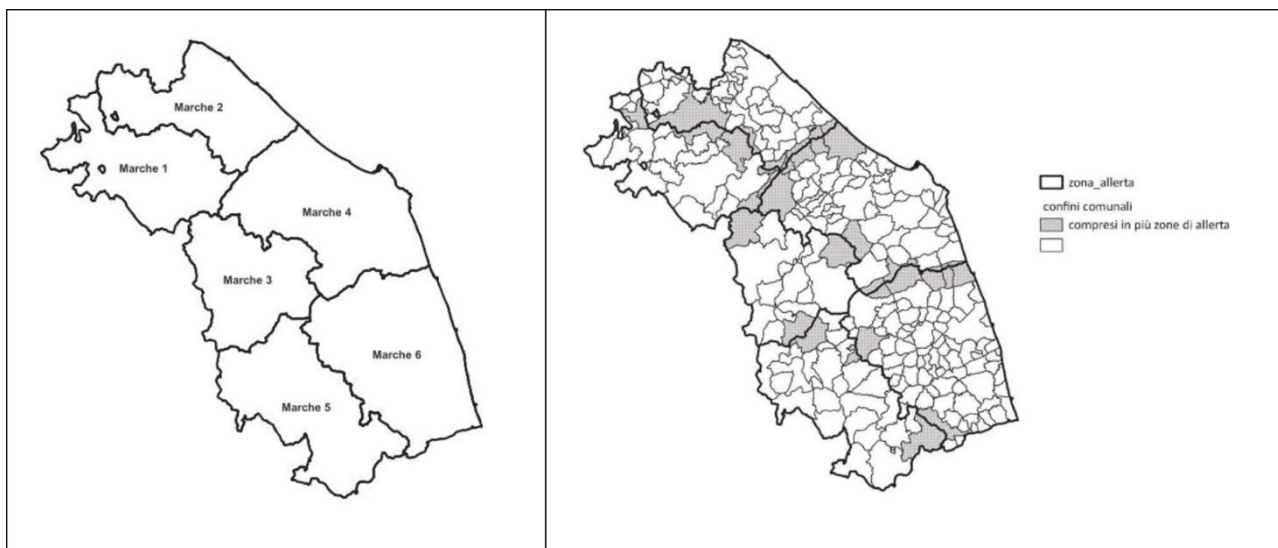 Marche 2
Marche 1
Marche 4
Marche 3
Marche 6
Marche 5
zona_allerta
confini comunali
compresi in più zone di allerta